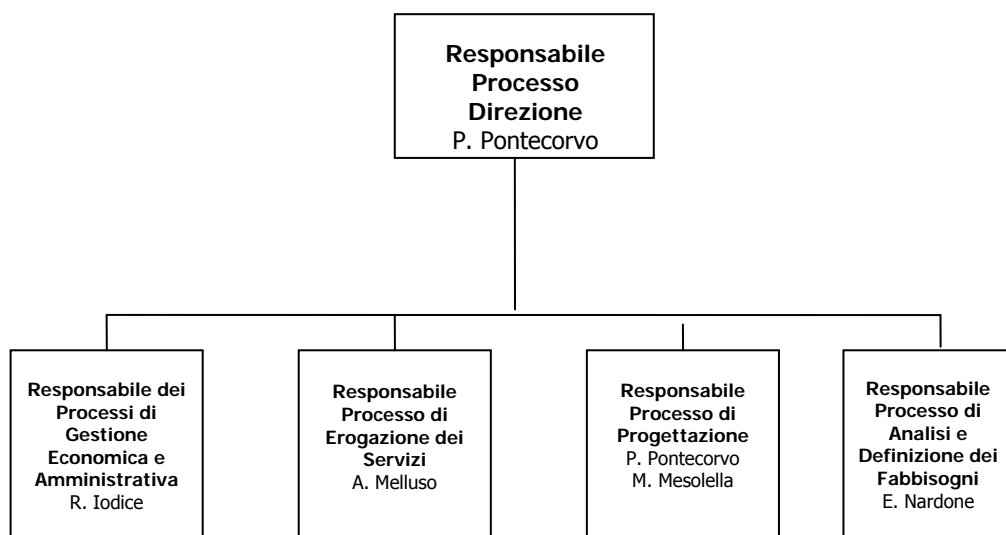 Responsabile
Processo
Direzione
P. Pontecorvo
Responsabile dei
Processi di
Gestione
Economica e
Amministrativa
R. Iodice
Responsabile
Processo di
Erogazione dei
Servizi
A. Melluso
Responsabile
Processo di
Progettazione
P. Pontecorvo
M. Mesolella
Responsabile
Processo di
Analisi e
Definizione dei
Fabbisogni
E. Nardone